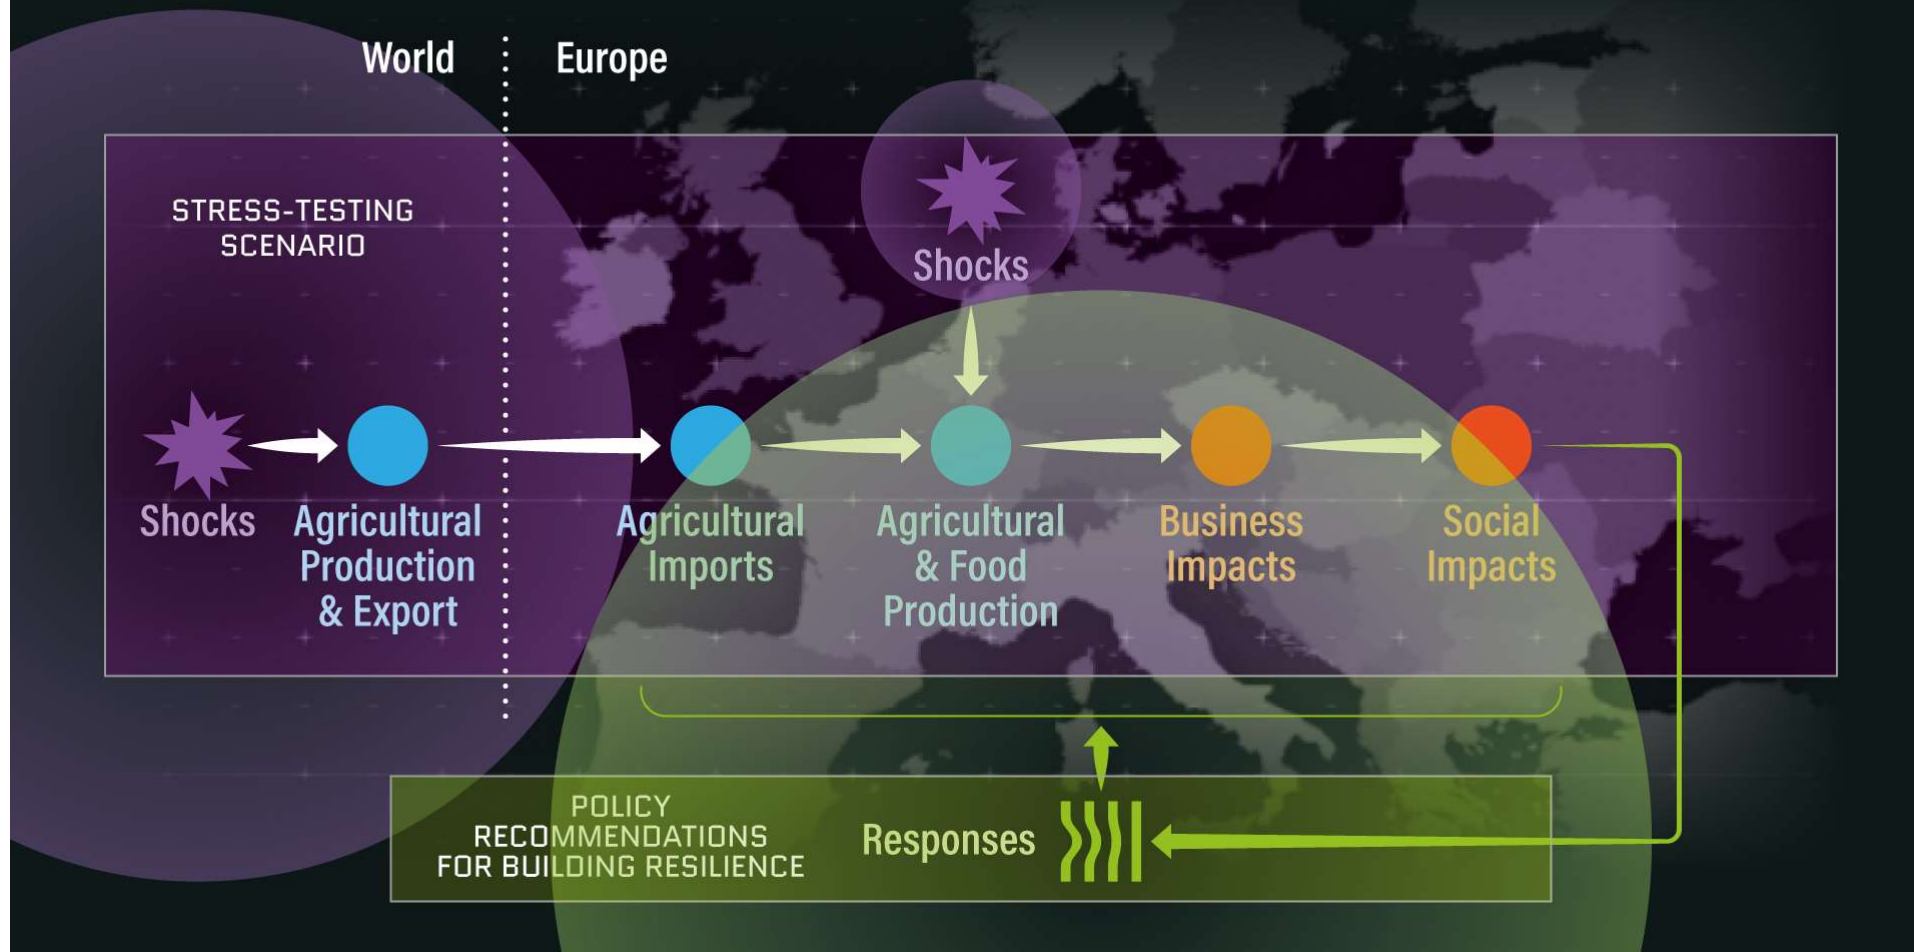 World
Europe
STRESS-TESTING
SCENARIO
Shocks
Shocks
Agricultural
Production
& Export
Agricultural
Imports
Agricultural
& Food
Production
Business
Impacts
Social
Impacts
POLICY
RECOMMENDATIONS
FOR BUILDING RESILIENCE
Responses